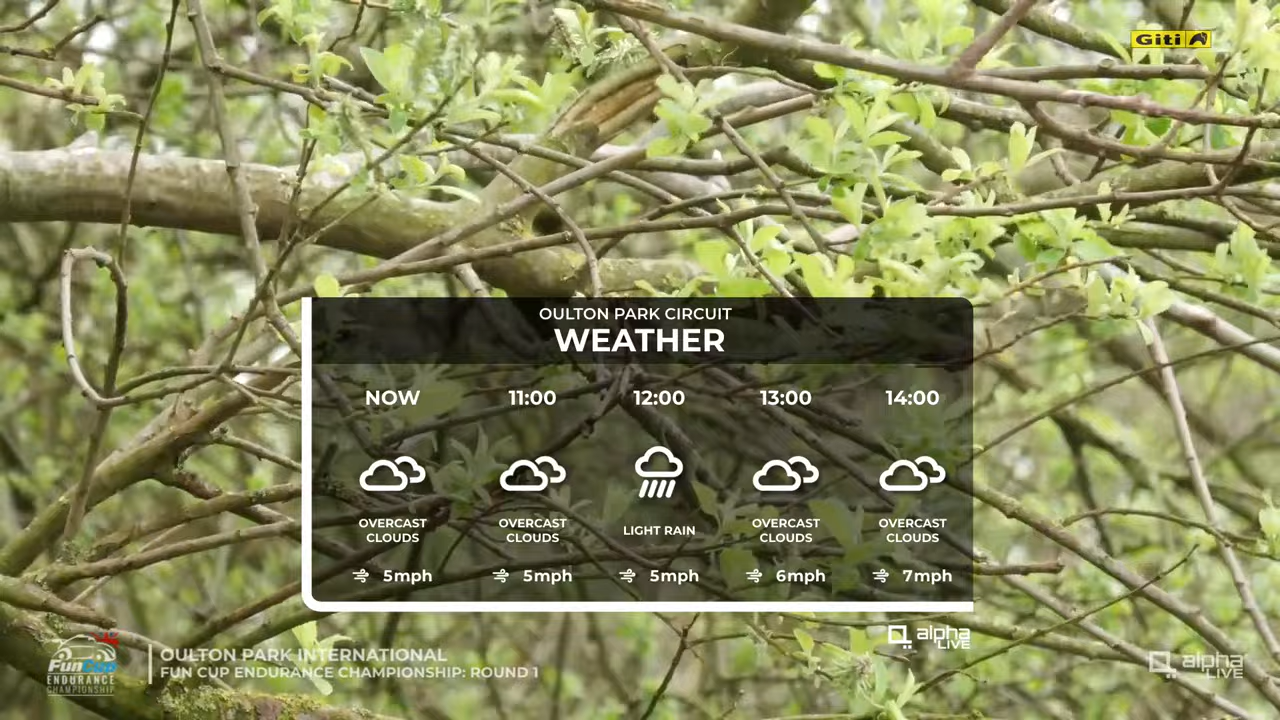 Giti
OULTON PARK CIRCUIT
WEATHER
NOW 11:00 12:00 13:00 14:00
OVERCAST CLOUDS
OVERCAST CLOUDS
LIGHT RAIN
OVERCAST CLOUDS
OVERCAST CLOUDS
5mph 5mph 5mph 6mph 7mph
alpha
LIVE
FunCup
ENDURANCE
CHAMPIONSHIP
OULTON PARK INTERNATIONAL
FUN CUP ENDURANCE CHAMPIONSHIP: ROUND 1
alpha
LIVE